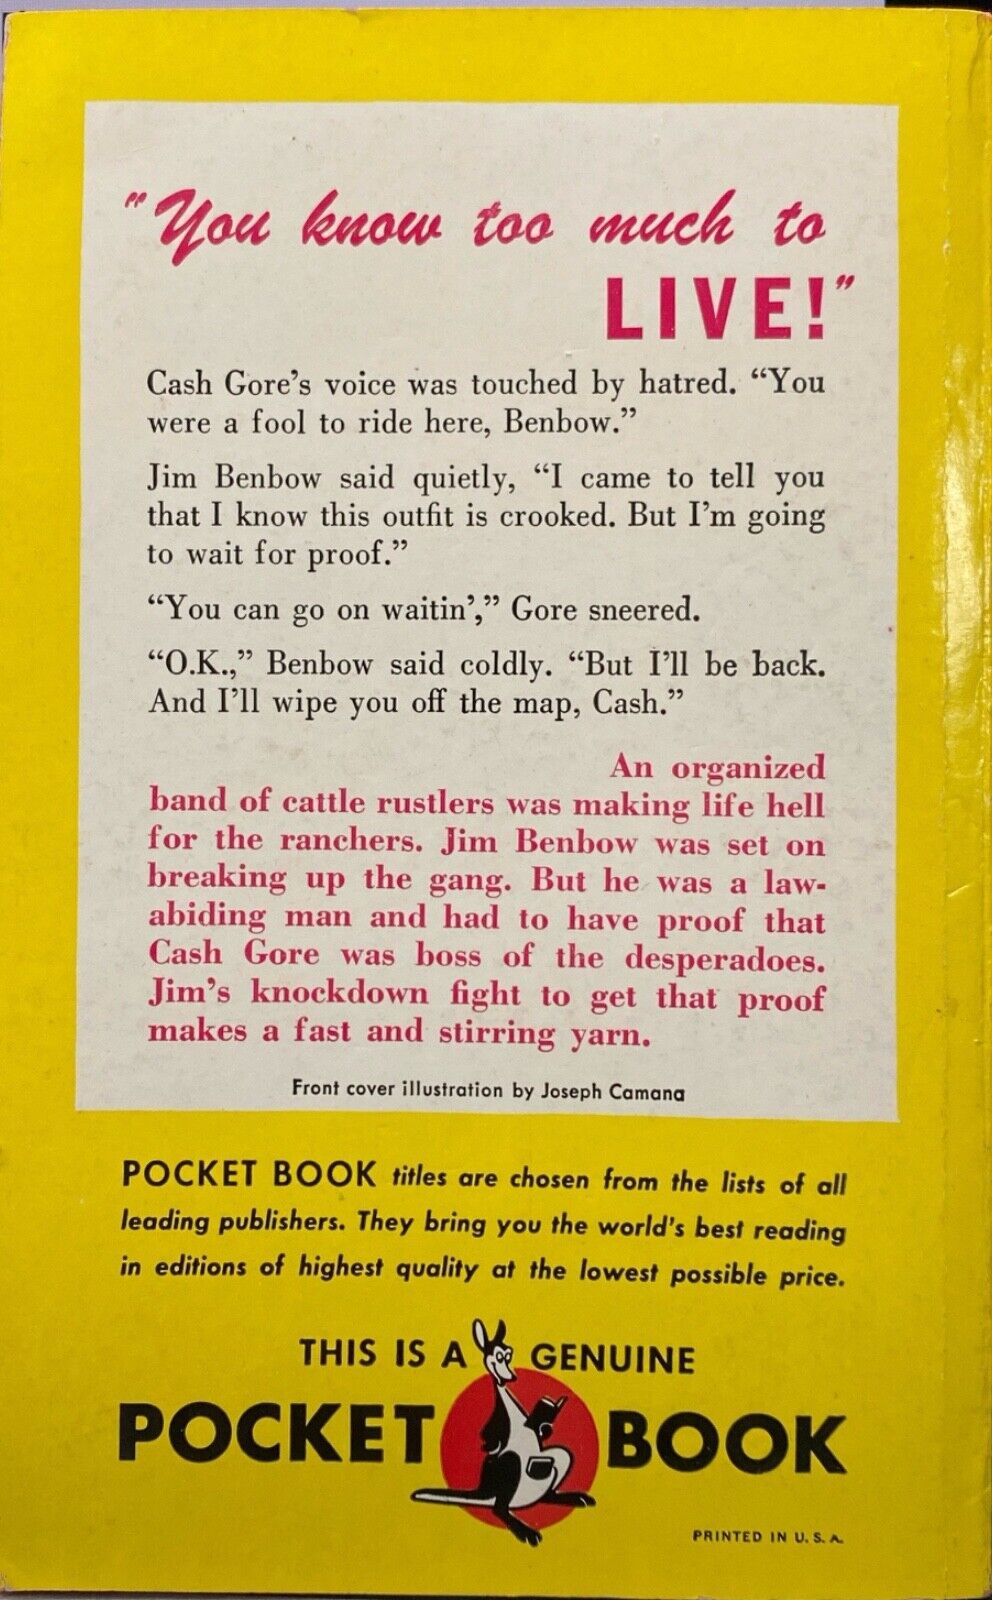 "You know too much to
LIVE!"
Cash Gore's voice was touched by hatred. "You
were a fool to ride here, Benbow."
Jim Benbow said quietly, "I came to tell you
that I know this outfit is crooked. But I'm going
to wait for proof."
"You can go on waitin'," Gore sneered.
"O.K.," Benbow said coldly. "But I'll be back.
And I'll wipe you off the map, Cash."
An organized
band of cattle rustlers was making life hell
for the ranchers. Jim Benbow was set on
breaking up the gang. But he was a law-
abiding man and had to have proof that
Cash Gore was boss of the desperadoes.
Jim's knockdown fight to get that proof
makes a fast and stirring yarn.
Front cover illustration by Joseph Camana
POCKET BOOK titles are chosen from the lists of all
leading publishers. They bring you the world's best reading
in editions of highest quality at the lowest possible price.
THIS IS A GENUINE
POCKET BOOK
PRINTED IN U. S. A.